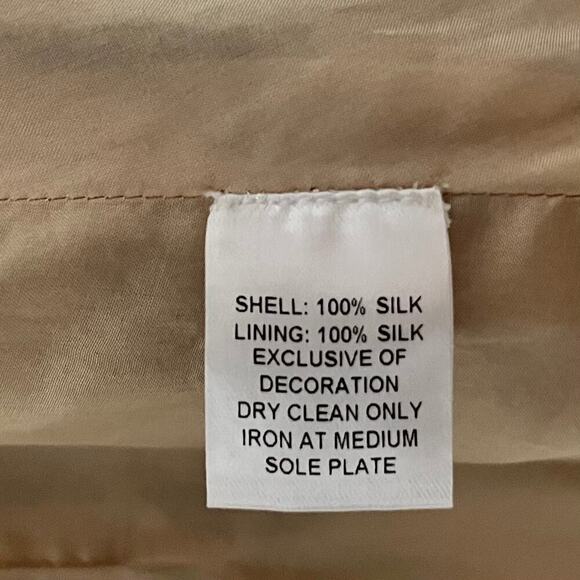 SHELL: 100% SILK
LINING: 100% SILK
EXCLUSIVE OF
DECORATION
DRY CLEAN ONLY
IRON AT MEDIUM
SOLE PLATE